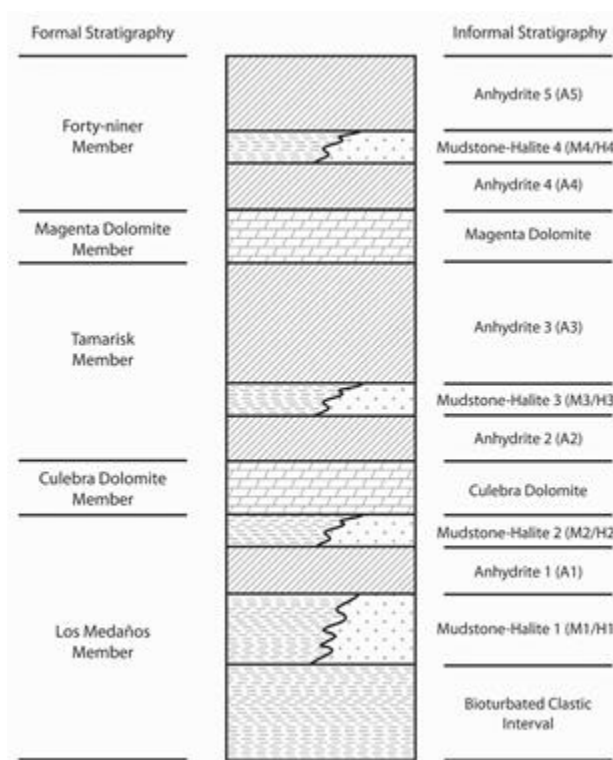 Formal Stratigraphy
Informal Stratigraphy
Forty-niner
Member
Magenta Dolomite
Member
Tamarisk
Member
Culebra Dolomite
Member
Los Medaños
Member
Anhydrite 5 (A5)
Mudstone-Halite 4 (M4/H4
Anhydrite 4 (A4)
Magenta Dolomite
Anhydrite 3 (A3)
Mudstone-Halite 3 (M3/H3
Anhydrite 2 (A2)
Culebra Dolomite
Mudstone-Halite 2 (M2/H2
Anhydrite 1 (A1)
Mudstone-Halite 1 (M1/H1
Bioturbated Clastic
Interval